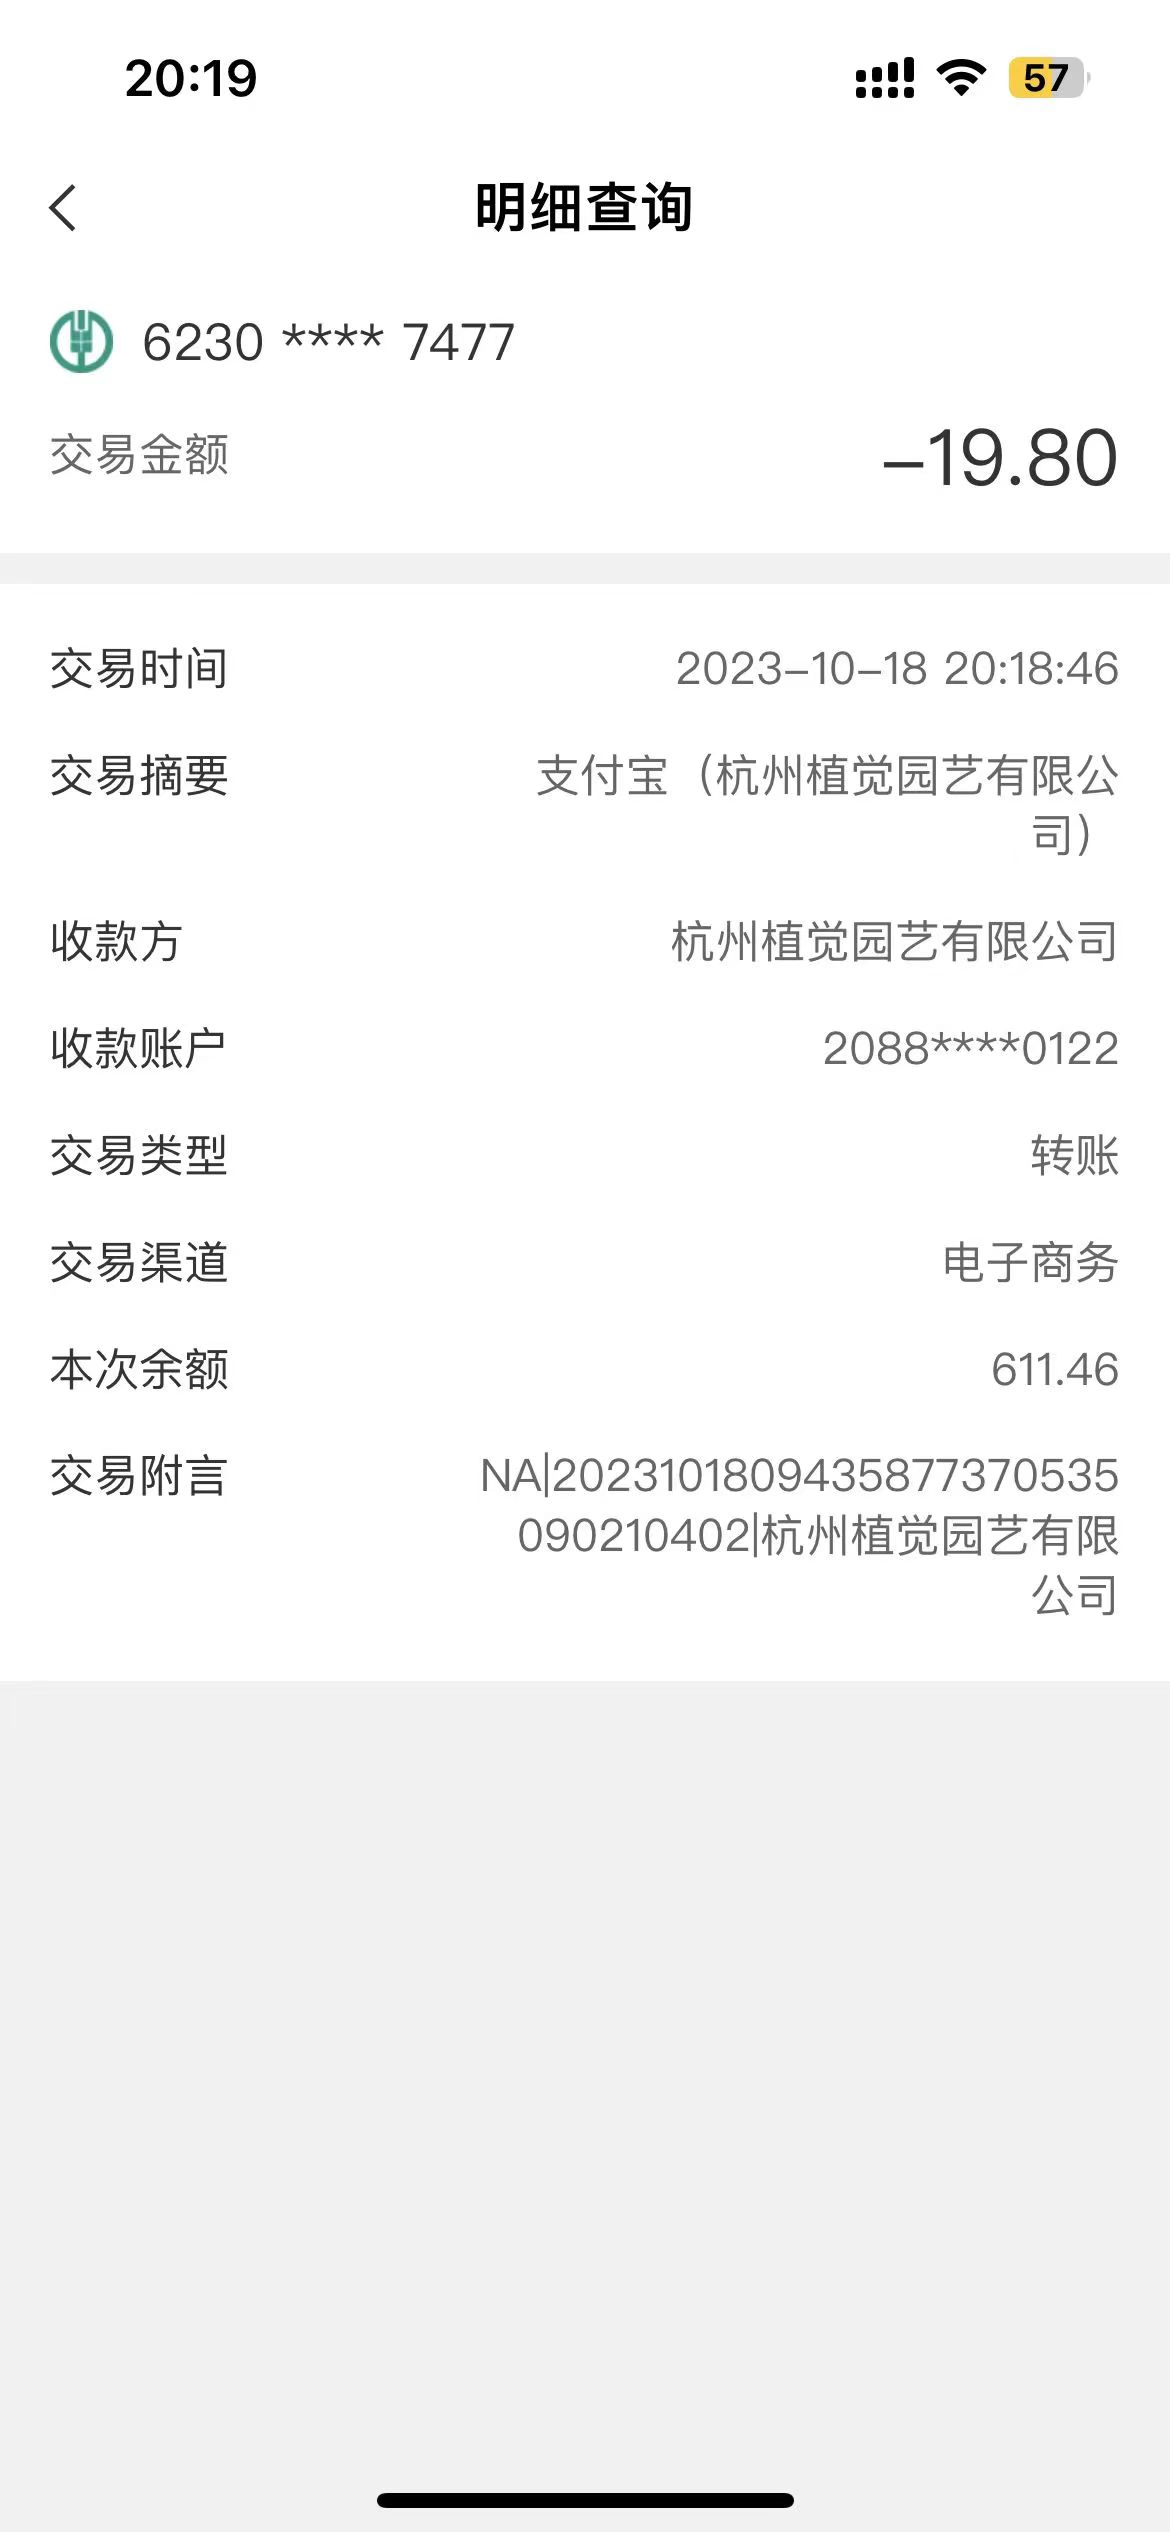 20:19
57
明细查询
6230 **** 7477
交易金额
-19.80
交易时间
2023-10-18 20:18:46
交易摘要
支付宝（杭州植觉园艺有限公
司）
收款方
杭州植觉园艺有限公司
收款账户
2088****0122
交易类型
转账
交易渠道
电子商务
本次余额
611.46
交易附言
NA|2023101809435877370535
090210402|杭州植觉园艺有限
公司